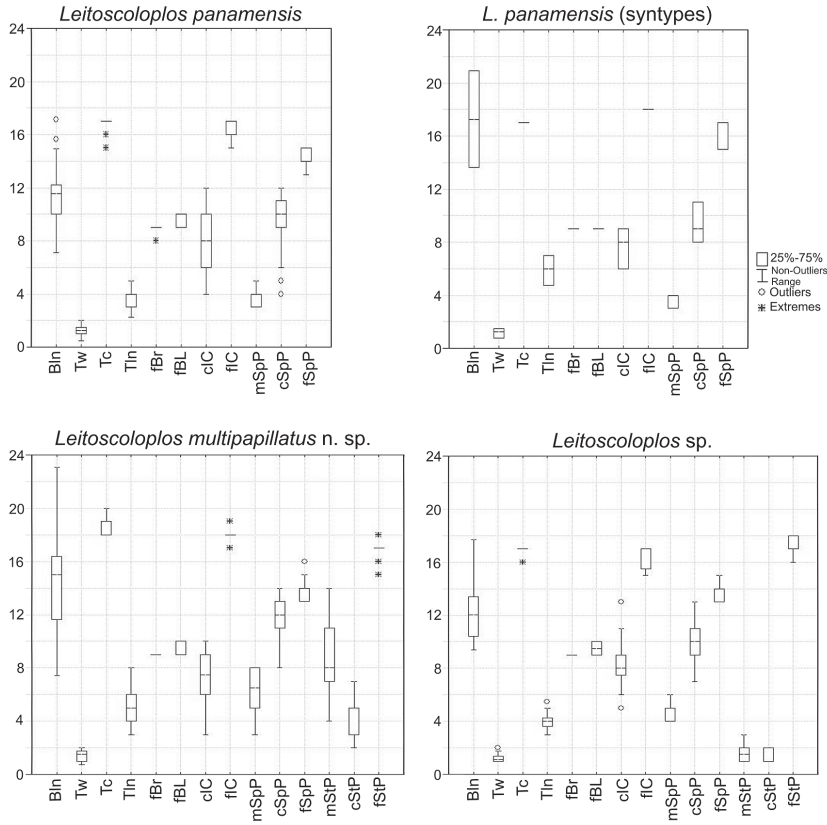 Leitoscoloplos panamensis
24
20
16
12
8
4
0
Bln Tw Tc Tln fBr fBL clC flC mSpP cSpP fSpP
L. panamensis (syntypes)
24
20
16
12
8
4
0
Bln Tw Tc Tln fBr fBL clC flC mSpP cSpP fSpP
25%-75%
Non-Outliers
Range
Outliers
Extremes
Leitoscoloplos multipapillatus n. sp.
24
20
16
12
8
4
0
Bln Tw Tc Tln fBr fBL clC flC mSpP cSpP fSpP mStP cStP fStP
Leitoscoloplos sp.
24
20
16
12
8
4
0
Bln Tw Tc Tln fBr fBL clC flC mSpP cSpP fSpP mStP cStP fStP